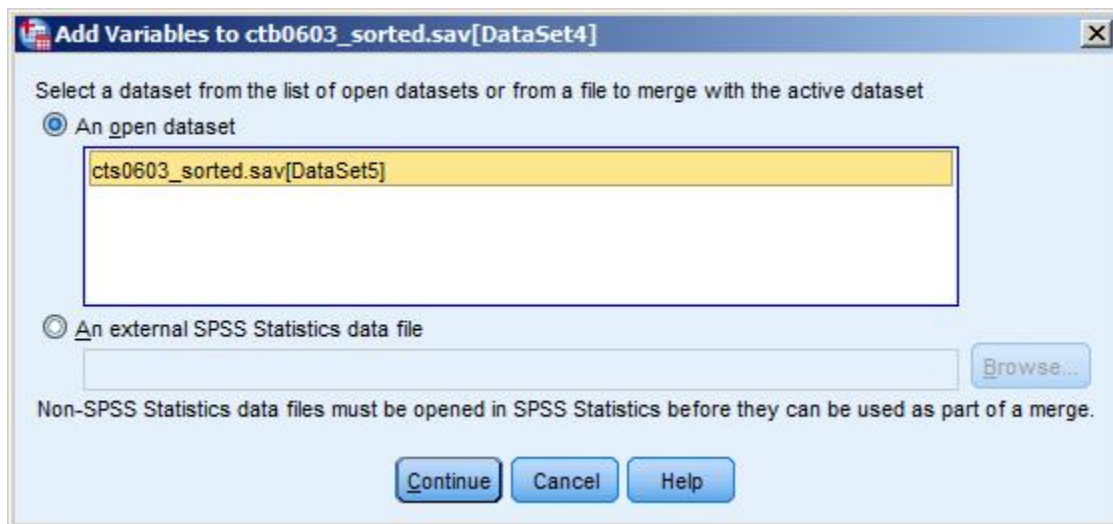 Add Variables to ctb0603_sorted.sav[DataSet4]
Select a dataset from the list of open datasets or from a file to merge with the active dataset
An open dataset
cts0603_sorted.sav[DataSet5]
An external SPSS Statistics data file
Browse...
Non-SPSS Statistics data files must be opened in SPSS Statistics before they can be used as part of a merge.
Continue Cancel Help